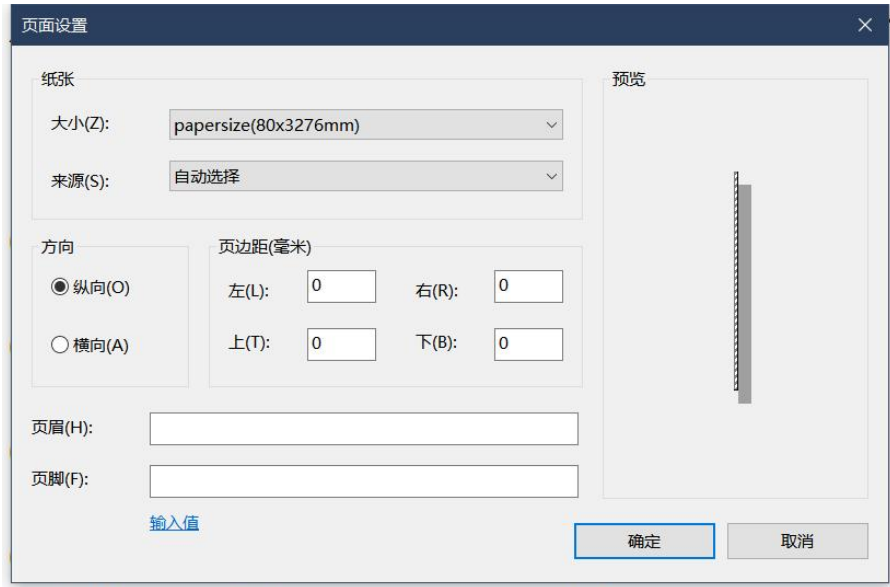 页面设置
纸张
大小(Z):
papersize(80x3276mm)
来源(S):
自动选择
方向
纵向(O)
横向(A)
页边距(毫米)
左(L):
0
右(R):
0
上(T):
0
下(B):
0
页眉(H):
页脚(F):
输入值
预览
确定
取消